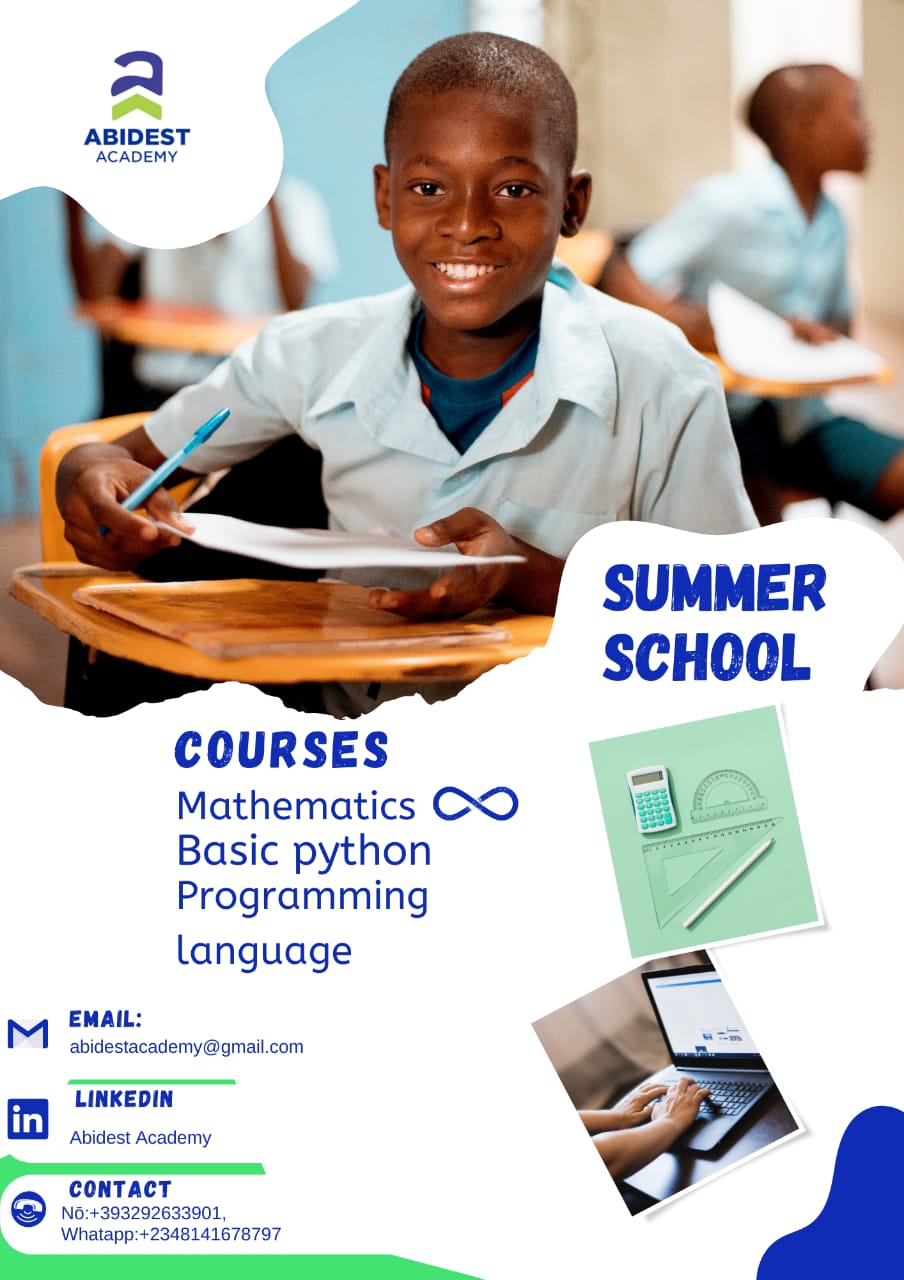 ABIDEST
ACADEMY
SUMMER
SCHOOL
COURSES
Mathematics
Basic python
Programming
language
EMAIL:
abidestacademy@gmail.com
LINKEDIN
in
Abidest Academy
CONTACT
Nō:+393292633901,
Whatapp:+2348141678797